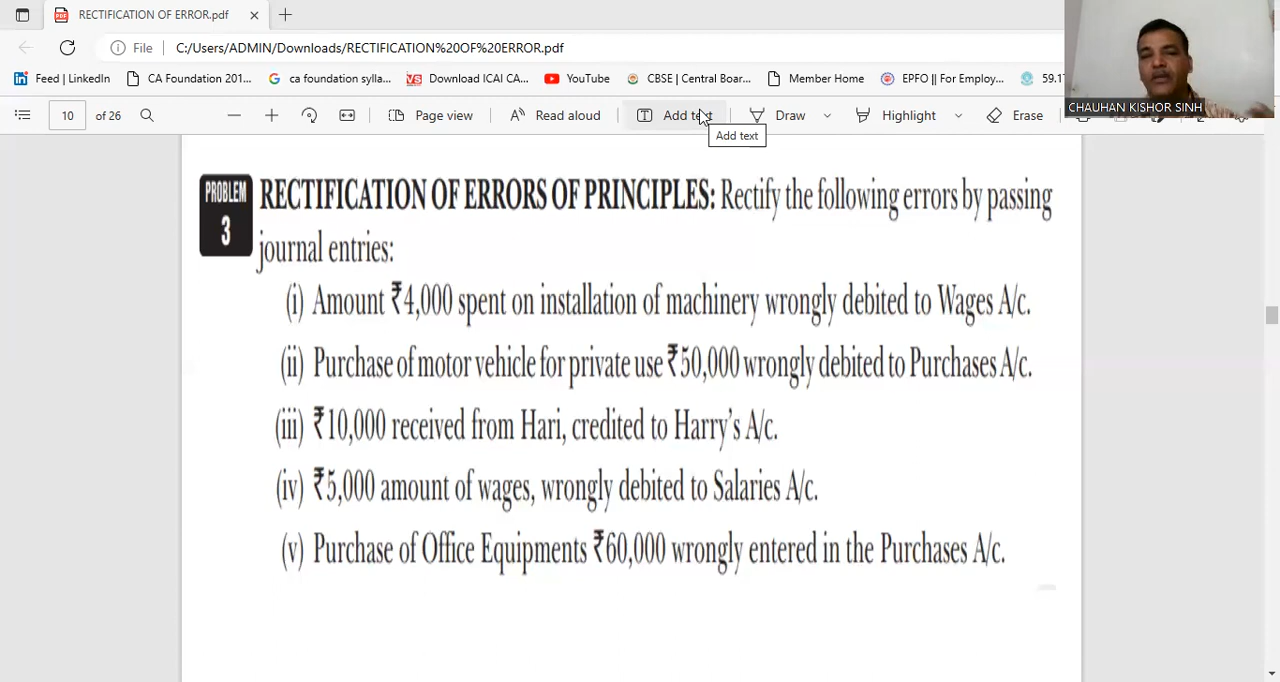 RECTIFICATION OF ERROR.pdf
File C:/Users/ADMIN/Downloads/RECTIFICATION%20OF%20ERROR.pdf
Feed | LinkedIn CA Foundation 201... ca foundation sylla... Download ICAI CA... YouTube CBSE | Central Boar... Member Home EPFO || For Employ... 59.17
10 of 26 Page view Read aloud Add text Draw Highlight Erase
CHAUHAN KISHOR SINH
Add text
PROBLEM 3 RECTIFICATION OF ERRORS OF PRINCIPLES: Rectify the following errors by passing
journal entries:
(i) Amount ₹4,000 spent on installation of machinery wrongly debited to Wages A/c.
(ii) Purchase of motor vehicle for private use ₹50,000 wrongly debited to Purchases A/c.
(iii) ₹10,000 received from Hari, credited to Harry's A/c.
(iv) ₹5,000 amount of wages, wrongly debited to Salaries A/c.
(v) Purchase of Office Equipments ₹60,000 wrongly entered in the Purchases A/c.